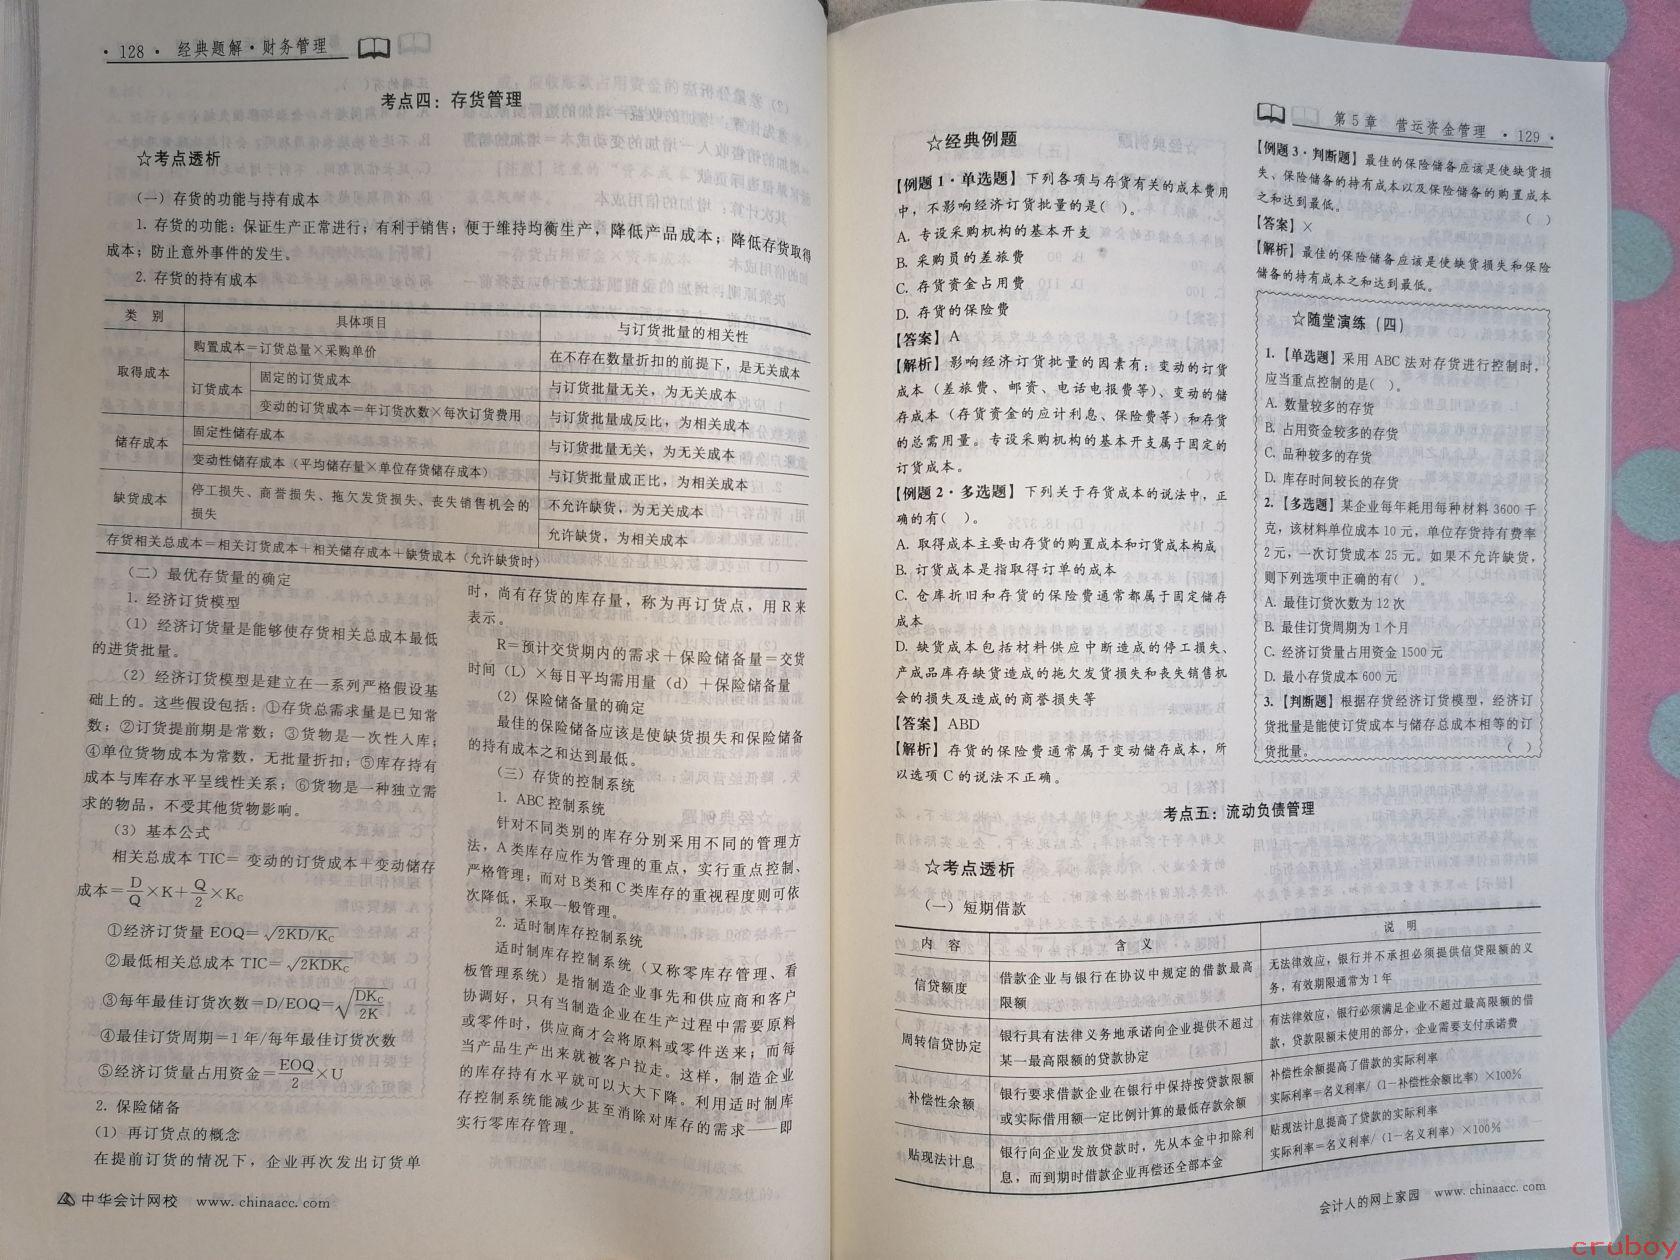 · 128 · 经典题解·财务管理
考点四：存货管理
☆考点透析
（一）存货的功能与持有成本
1. 存货的功能：保证生产正常进行；有利于销售；便于维持均衡生产，降低产品成本；降低存货取得
成本；防止意外事件的发生。
2. 存货的持有成本
类 别 具体项目 与订货批量的相关性
取得成本 购置成本＝订货总量×采购单价 在不存在数量折扣的前提下，是无关成本
订货成本 固定的订货成本 与订货批量无关，为无关成本
变动的订货成本＝年订货次数×每次订货费用 与订货批量成反比，为相关成本
储存成本 固定性储存成本 与订货批量无关，为无关成本
变动性储存成本（平均储存量×单位存货储存成本） 与订货批量成正比，为相关成本
缺货成本 停工损失、商誉损失、拖欠发货损失、丧失销售机会的
损失
不允许缺货，为无关成本
允许缺货，为相关成本
存货相关总成本＝相关订货成本＋相关储存成本＋缺货成本（允许缺货时）
（二）最优存货量的确定
1. 经济订货模型
（1）经济订货量是能够使存货相关总成本最低
的进货批量。
（2）经济订货模型是建立在一系列严格假设基
础上的。这些假设包括：①存货总需求量是已知常
数；②订货提前期是常数；③货物是一次性入库；
④单位货物成本为常数，无批量折扣；⑤库存持有
成本与库存水平呈线性关系；⑥货物是一种独立需
求的物品，不受其他货物影响。
（3）基本公式
相关总成本 TIC＝ 变动的订货成本＋变动储存
成本＝D/Q×K＋Q/2×Kc
①经济订货量 EOQ＝√2KD/Kc
②最低相关总成本 TIC＝√2KDKc
③每年最佳订货次数＝D/EOQ＝√DKc/2K
④最佳订货周期＝1 年/每年最佳订货次数
⑤经济订货量占用资金＝EOQ/2×U
2. 保险储备
（1）再订货点的概念
在提前订货的情况下，企业再次发出订货单
时，尚有存货的库存量，称为再订货点，用 R 来
表示。
R＝预计交货期内的需求＋保险储备量＝交货
时间（L）×每日平均需用量（d）＋保险储备量
（2）保险储备量的确定
最佳的保险储备应该是使缺货损失和保险储备
的持有成本之和达到最低。
（三）存货的控制系统
1. ABC 控制系统
针对不同类别的库存分别采用不同的管理方
法，A 类库存应作为管理的重点，实行重点控制、
严格管理；而对 B 类和 C 类库存的重视程度则可依
次降低，采取一般管理。
2. 适时制库存控制系统
适时制库存控制系统（又称零库存管理、看
板管理系统）是指制造企业事先和供应商和客户
协调好，只有当制造企业在生产过程中需要原料
或零件时，供应商才会将原料或零件送来；而每
当产品生产出来就被客户拉走。这样，制造企业
的库存持有水平就可以大大下降。利用适时制库
存控制系统能减少甚至消除对库存的需求——即
实行零库存管理。
中华会计网校 www.chinaacc.com
第 5 章 营运资金管理 · 129 ·
☆经典例题
【例题 1·单选题】下列各项与存货有关的成本费用
中，不影响经济订货批量的是（ ）。
A. 专设采购机构的基本开支
B. 采购员的差旅费
C. 存货资金占用费
D. 存货的保险费
【答案】A
【解析】影响经济订货批量的因素有：变动的订货
成本（差旅费、邮资、电话电报费等）、变动的储
存成本（存货资金的应计利息、保险费等）和存货
的总需用量。专设采购机构的基本开支属于固定的
订货成本。
【例题 2·多选题】下列关于存货成本的说法中，正
确的有（ ）。
A. 取得成本主要由存货的购置成本和订货成本构成
B. 订货成本是指取得订单的成本
C. 仓库折旧和存货的保险费通常都属于固定储存
成本
D. 缺货成本包括材料供应中断造成的停工损失、
产成品库存缺货造成的拖欠发货损失和丧失销售机
会的损失及造成的商誉损失等
【答案】ABD
【解析】存货的保险费通常属于变动储存成本，所
以选项 C 的说法不正确。
【例题 3·判断题】最佳的保险储备应该是使缺货损
失、保险储备的持有成本以及保险储备的购置成本
之和达到最低。 （ ）
【答案】×
【解析】最佳的保险储备应该是使缺货损失和保险
储备的持有成本之和达到最低。
☆随堂演练（四）
1.【单选题】采用 ABC 法对存货进行控制时，
应当重点控制的是（ ）。
A. 数量较多的存货
B. 占用资金较多的存货
C. 品种较多的存货
D. 库存时间较长的存货
2.【多选题】某企业每年耗用每种材料 3600 千
克，该材料单位成本 10 元，单位存货持有费率
2 元，一次订货成本 25 元。如果不允许缺货，
则下列选项中正确的有（ ）。
A. 最佳订货次数为 12 次
B. 最佳订货周期为 1 个月
C. 经济订货量占用资金 1500 元
D. 最小存货成本 600 元
3.【判断题】根据存货经济订货模型，经济订
货批量是能使订货成本与储存总成本相等的订
货批量。 （ ）
考点五：流动负债管理
☆考点透析
（一）短期借款
内 容 含 义 说 明
信贷额度 借款企业与银行在协议中规定的借款最高
限额
无法律效应，银行并不承担必须提供信贷限额的义
务，有效期限通常为 1 年
周转信贷协定 银行具有法律义务地承诺向企业提供不超过
某一最高限额的贷款协定
有法律效应，银行必须满足企业不超过最高限额的借
款，贷款限额未使用的部分，企业需要支付承诺费
补偿性余额 银行要求借款企业在银行中保持按贷款限额
或实际借用额一定比例计算的最低存款余额
补偿性余额提高了借款的实际利率
实际利率＝名义利率/（1－补偿性余额比率）×100%
贴现法计息 银行向企业发放贷款时，先从本金中扣除利
息，而到期时借款企业再偿还全部本金
贴现法计息提高了贷款的实际利率
实际利率＝名义利率/（1－名义利率）×100%
会计人的网上家园 www.chinaacc.com
cruboy